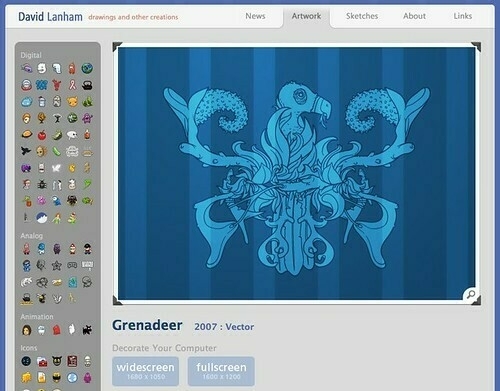 David Lanham drawings and other creations
News Artwork Sketches About Links
Digital
Analog
Animation
Icons
Grenadeer 2007 : Vector
Decorate Your Computer
widescreen fullscreen
1680 x 1050 1600 x 1200